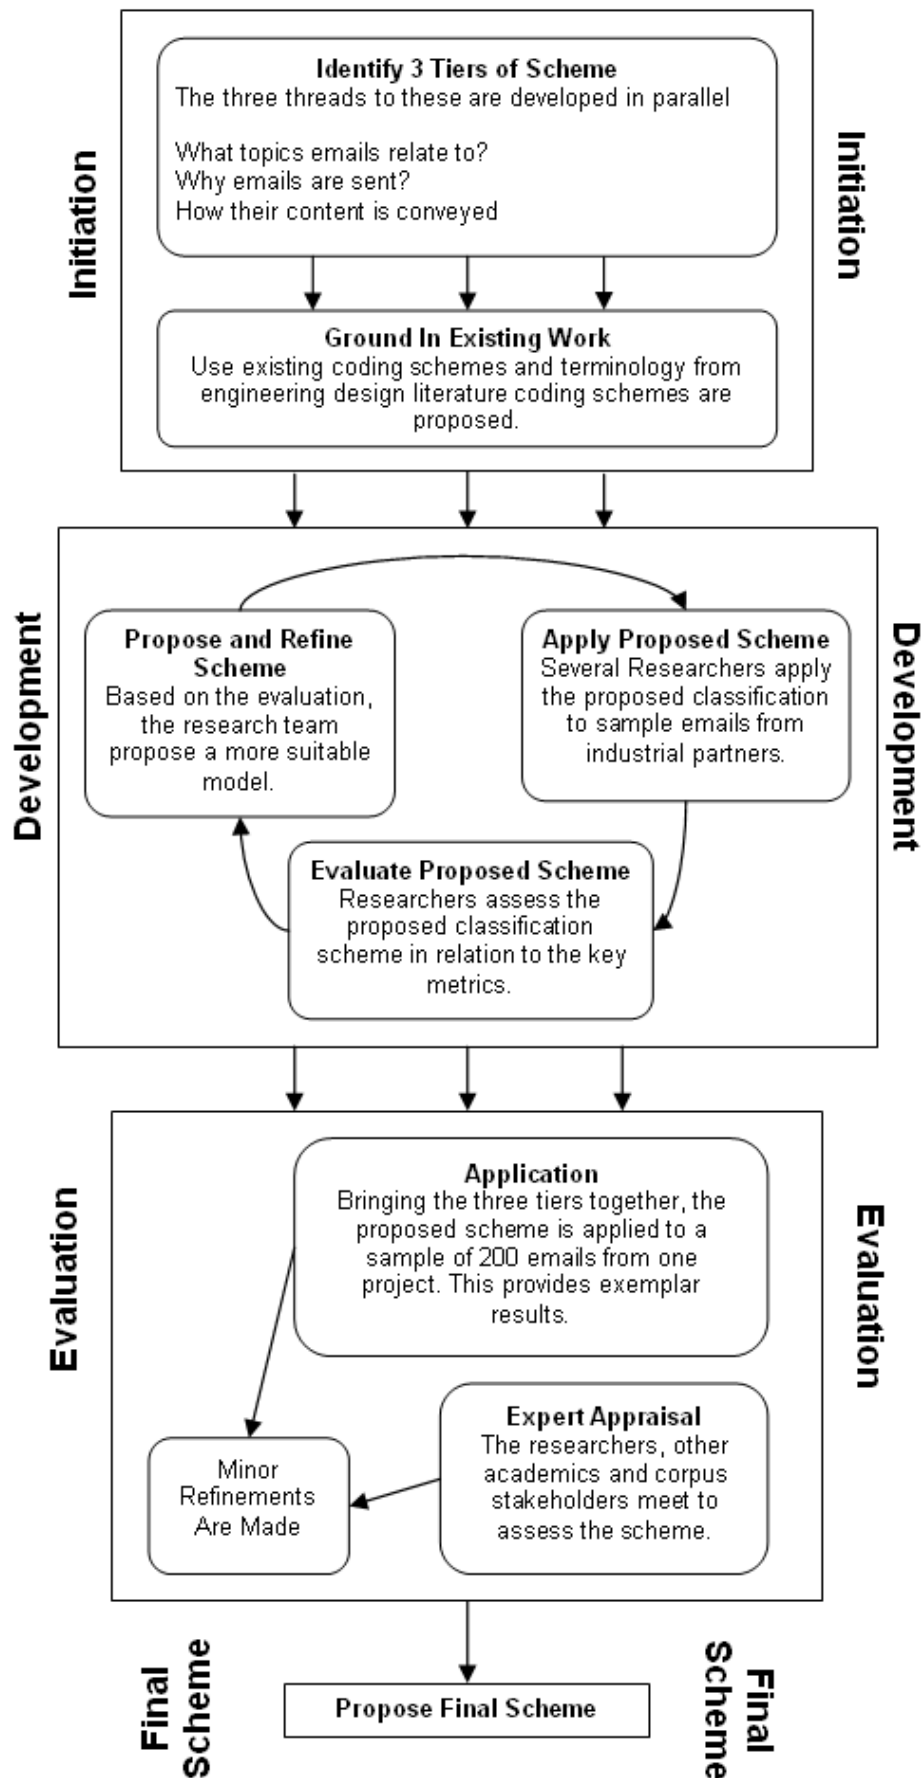 Identify 3 Tiers of Scheme
The three threads to these are developed in parallel
What topics emails relate to?
Why emails are sent?
How their content is conveyed
Initiation
Initiation
Ground In Existing Work
Use existing coding schemes and terminology from
engineering design literature coding schemes are
proposed.
Development
Development
Propose and Refine
Scheme
Based on the evaluation,
the research team
propose a more suitable
model.
Apply Proposed Scheme
Several Researchers apply
the proposed classification
to sample emails from
industrial partners.
Evaluate Proposed Scheme
Researchers assess the
proposed classification
scheme in relation to the key
metrics.
Evaluation
Evaluation
Application
Bringing the three tiers together, the
proposed scheme is applied to a
sample of 200 emails from one
project. This provides exemplar
results.
Expert Appraisal
The researchers, other
academics and corpus
stakeholders meet to
assess the scheme.
Minor
Refinements
Are Made
Final
Scheme
Final
Scheme
Propose Final Scheme